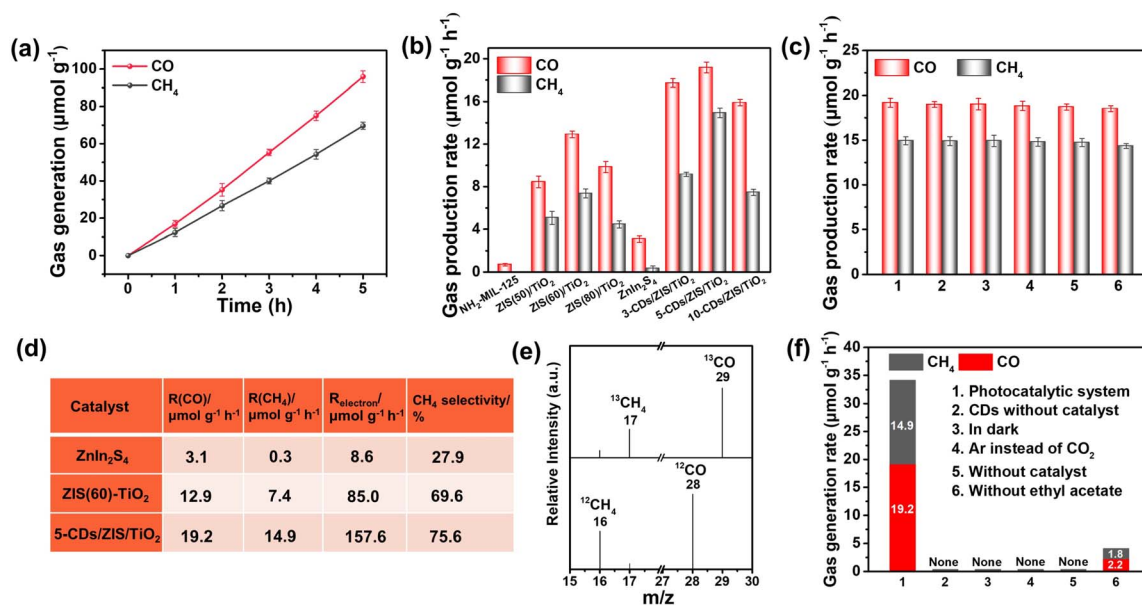 (a)
Gas generation (μmol g⁻¹)
100
80
60
40
20
0
CO
CH₄
0 1 2 3 4 5
Time (h)
(b)
Gas production rate (μmol g⁻¹ h⁻¹)
20
16
12
8
4
0
CO
CH₄
NH₂-MIL-125
ZIS(50)/TiO₂
ZIS(60)/TiO₂
ZIS(80)/TiO₂
ZnIn₂S₄
3-CDs/ZIS/TiO₂
5-CDs/ZIS/TiO₂
10-CDs/ZIS/TiO₂
(c)
Gas production rate (μmol g⁻¹ h⁻¹)
25
20
15
10
5
0
CO CH₄
1 2 3 4 5 6
(d)
Catalyst R(CO)/ R(CH₄)/ Rₑₗₑcₜᵣₒₙ/ CH₄ selectivity/
μmol g⁻¹ h⁻¹ μmol g⁻¹ h⁻¹ μmol g⁻¹ h⁻¹ %
ZnIn₂S₄ 3.1 0.3 8.6 27.9
ZIS(60)-TiO₂ 12.9 7.4 85.0 69.6
5-CDs/ZIS/TiO₂ 19.2 14.9 157.6 75.6
(e)
Relative Intensity (a.u.)
¹³CO
29
¹³CH₄
17
¹²CO
28
¹²CH₄
16
15 16 17 27 28 29 30
m/z
(f)
Gas generation rate (μmol g⁻¹ h⁻¹)
40
35
30
25
20
15
10
5
0
CH₄ CO
1. Photocatalytic system
2. CDs without catalyst
3. In dark
4. Ar instead of CO₂
5. Without catalyst
6. Without ethyl acetate
14.9
19.2
None None None None
1.8
2.2
1 2 3 4 5 6